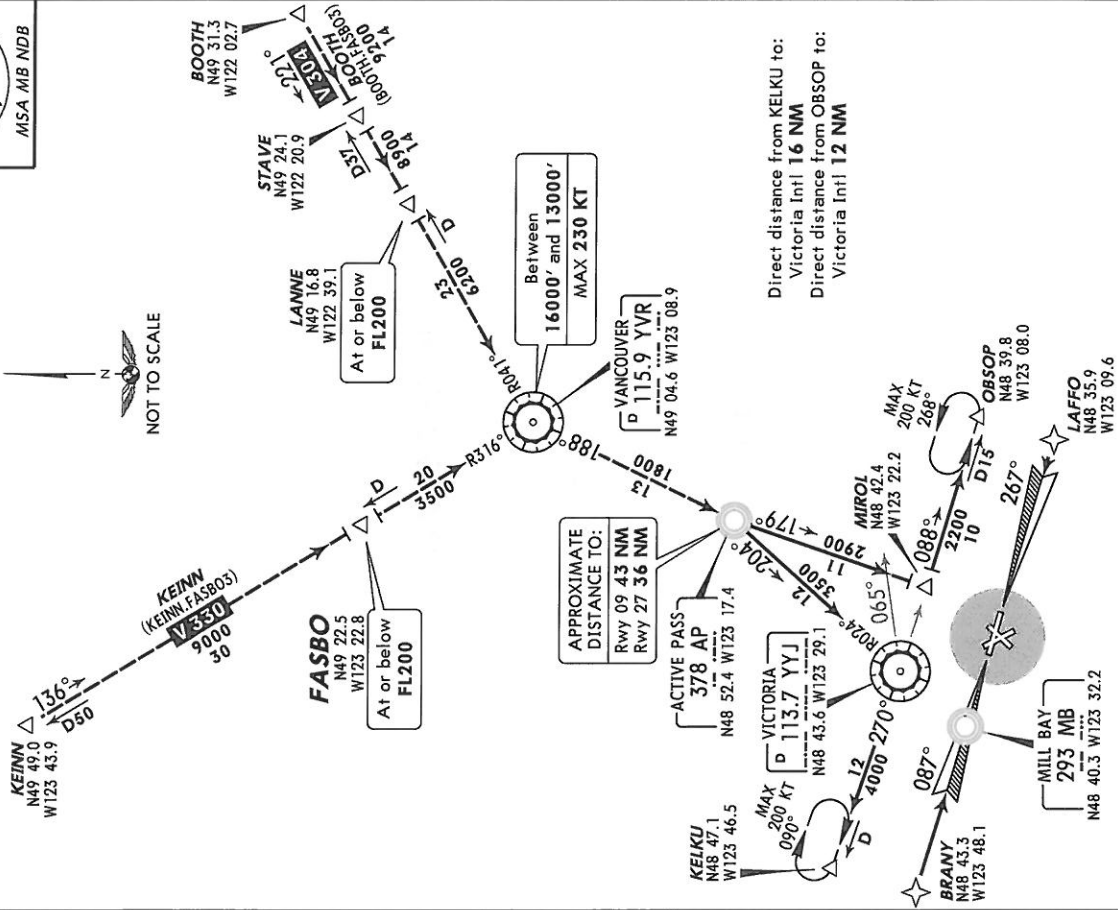 MSA MB NDB
N
NOT TO SCALE
KEINN
N49 49.0
W123 43.9
136°
D50
KEINN
(KEINN.FASBO3)
V 330
9000
30
FASBO
N49 22.5
W123 22.8
At or below
FL200
D
20
3500
R316°
BOOTH
N49 31.3
W122 02.7
221°
V 304
BOOTH
(BOOTH.FASBO3)
9200
14
STAVE
N49 24.1
W122 20.9
D37
8900
14
LANNE
N49 16.8
W122 39.1
At or below
FL200
D
6200
23
R041°
Between
16000' and 13000'
MAX 230 KT
VANCOUVER
D 115.9 YVR
N49 04.6 W123 08.9
188°
1800
13
APPROXIMATE
DISTANCE TO:
Rwy 09 43 NM
Rwy 27 36 NM
ACTIVE PASS
378 AP
N48 52.4 W123 17.4
204°
3500
12
R024°
179°
2900
11
MIROL
N48 42.4
W123 22.2
065°
088°
2200
10
D15
MAX
200 KT
268°
OBSOP
N48 39.8
W123 08.0
VICTORIA
D 113.7 YYJ
N48 43.6 W123 29.1
270°
12
4000
D
MAX
200 KT
090°
KELKU
N48 47.1
W123 46.5
BRANY
N48 43.3
W123 48.1
087°
MILL BAY
293 MB
N48 40.3 W123 32.2
267°
LAFFO
N48 35.9
W123 09.6
Direct distance from KELKU to:
Victoria Intl 16 NM
Direct distance from OBSOP to:
Victoria Intl 12 NM